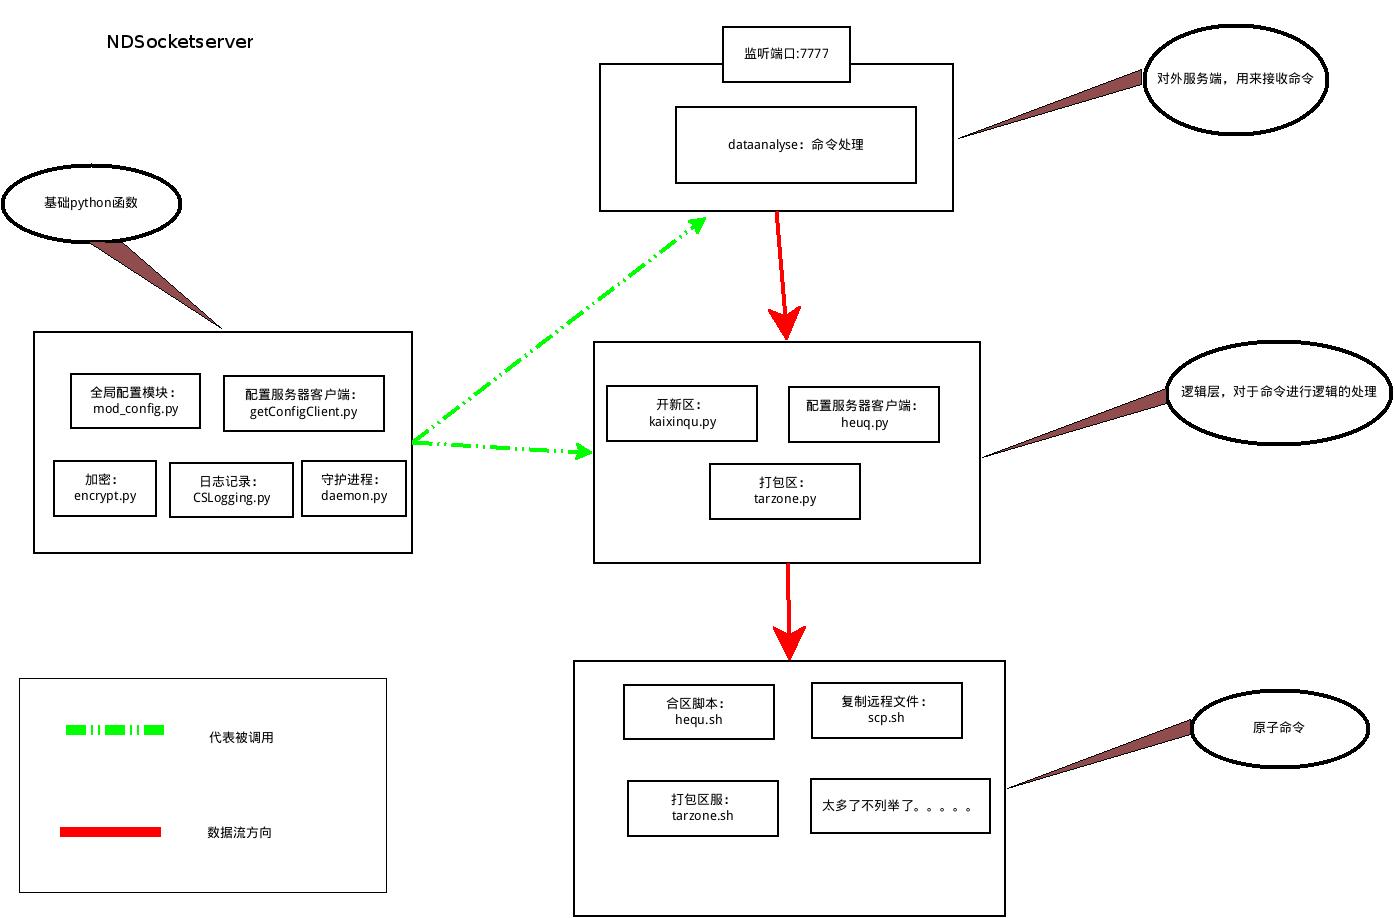 NDSocketserver
监听端口:7777
dataanalyse：命令处理
对外服务端，用来接收命令
基础python函数
全局配置模块：
mod_config.py
配置服务器客户端：
getConfigClient.py
加密：
encrypt.py
日志记录：
CSLogging.py
守护进程：
daemon.py
开新区：
kaixinqu.py
配置服务器客户端：
heuq.py
打包区：
tarzone.py
逻辑层，对于命令进行逻辑的处理
合区脚本：
hequ.sh
复制远程文件：
scp.sh
打包区服：
tarzone.sh
太多了不列举了。。。。。
原子命令
代表被调用
数据流方向